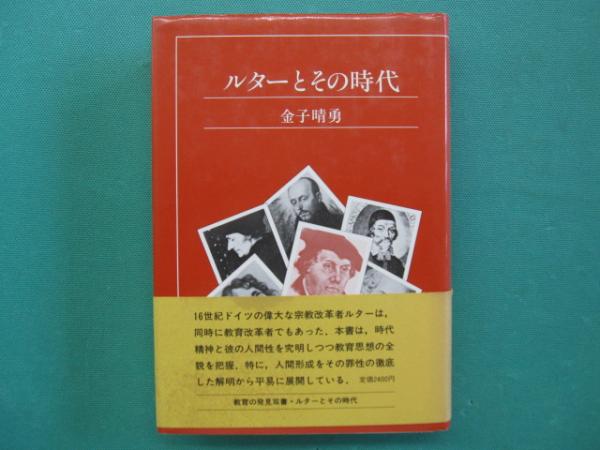 ルターとその時代
金子晴勇
16世紀ドイツの偉大な宗教改革者ルターは，
同時に教育改革者でもあった．本書は，時代
精神と彼の人間性を究明しつつ教育思想の全
貌を把握．特に，人間形成をその罪性の徹底
した解明から平易に展開している． 定価2400円
教育の発見双書・ルターとその時代